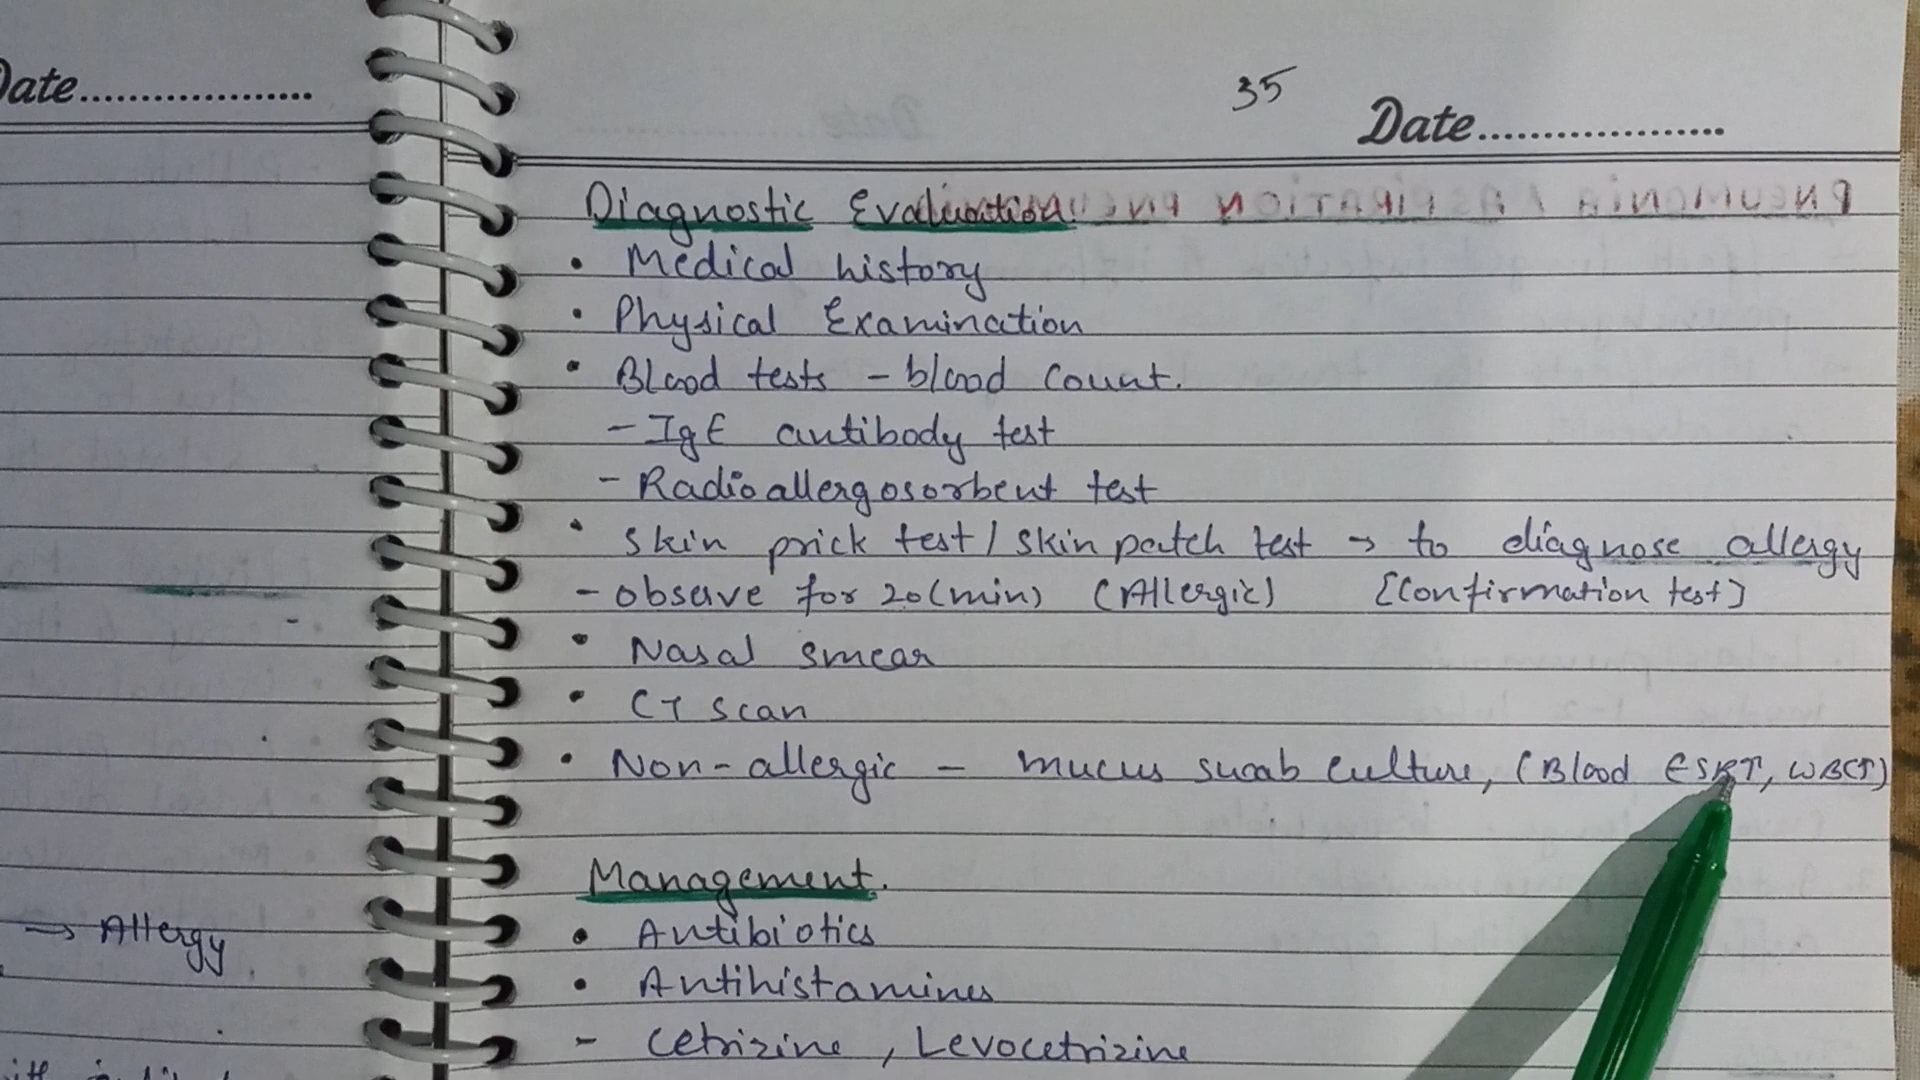 Date....................
→ Allergy
35
Date....................
Diagnostic Evaluation
• Medical history
• Physical Examination
• Blood tests - blood count.
- IgE antibody test
- Radioallergosorbent test
• Skin prick test / skin patch test → to diagnose allergy
- observe for 20 (min) (Allergic) [Confirmation test]
• Nasal smear
• CT scan
• Non-allergic - mucus swab culture, (Blood ESRT, WBCT)
Management.
• Antibiotics
• Antihistamines
- Cetrizine, Levocetrizine